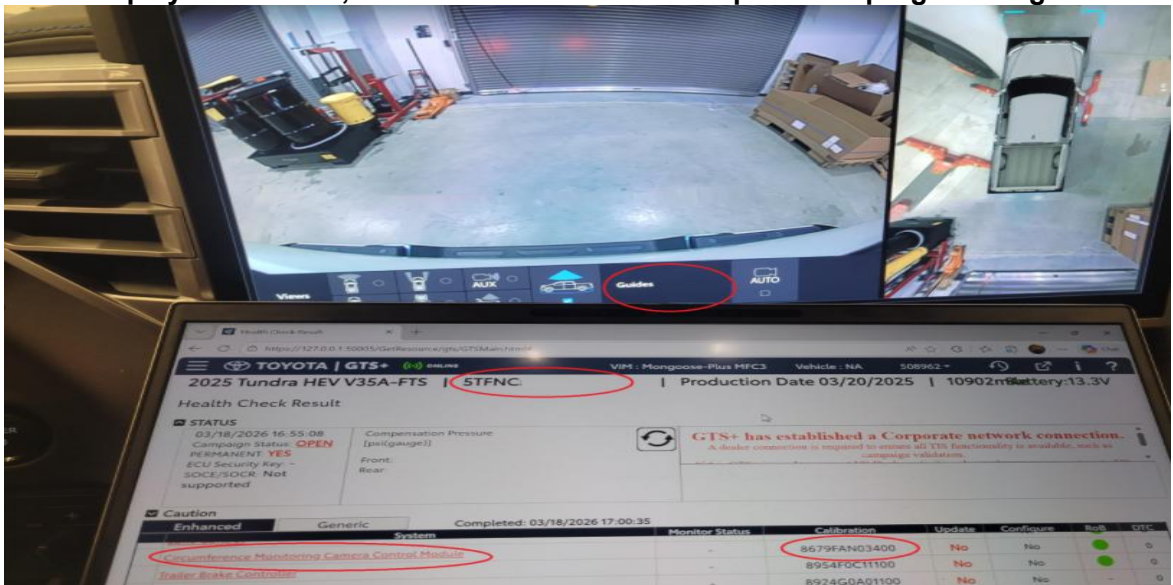 AUX
AUTO
Views
Guides
Health Check Result
https://127.0.0.1:50005/GetResource/gts/GTSMain.html
TOYOTA | GTS+ ONLINE VIM : Mongoose-Plus MFC3 Vehicle : NA 508962
2025 Tundra HEV V35A-FTS | 5TFNC | Production Date 03/20/2025 | 10902 :13.3V
Health Check Result
STATUS
03/18/2026 16:55:08
Campaign Status: OPEN
PERMANENT: YES
ECU Security Key: -
SOCE/SOCR: Not
supported
Compensation Pressure
[psi(gauge)]
Front:
Rear:
GTS+ has established a Corporate network connection.
A dealer connection is required to ensure all TIS functionality is available, such as
campaign validation.
Caution
Enhanced Generic Completed: 03/18/2026 17:00:35
System Monitor Status Calibration Update Configure RoB DTC
Circumference Monitoring Camera Control Module - 8679FAN03400 No No 0
Trailer Brake Controller - 8954F0C11100 No No 0
- 8924G0A01100 No No